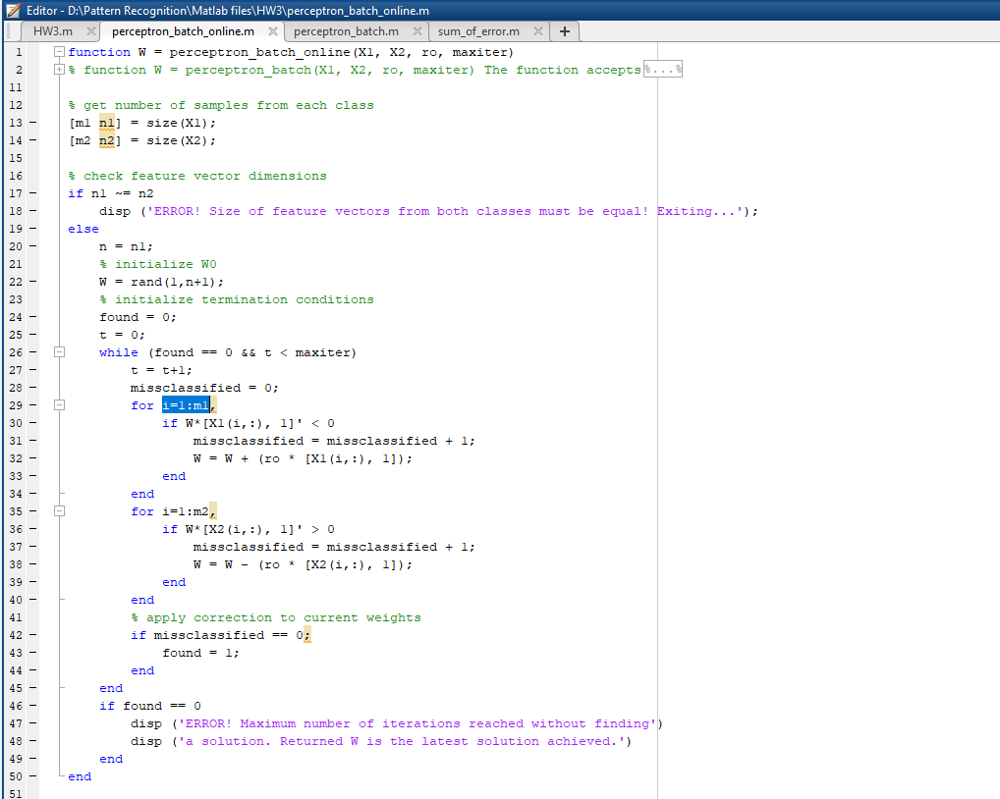 Editor - D:\Pattern Recognition\Matlab files\HW3\perceptron_batch_online.m
HW3.m × perceptron_batch_online.m × perceptron_batch.m × sum_of_error.m × +
1 function W = perceptron_batch_online(X1, X2, ro, maxiter)
2 % function W = perceptron_batch(X1, X2, ro, maxiter) The function accepts%...%
11
12 % get number of samples from each class
13 – [m1 n1] = size(X1);
14 – [m2 n2] = size(X2);
15
16 % check feature vector dimensions
17 – if n1 ~= n2
18 – disp ('ERROR! Size of feature vectors from both classes must be equal! Exiting...');
19 – else
20 – n = n1;
21 % initialize W0
22 – W = rand(1,n+1);
23 % initialize termination conditions
24 – found = 0;
25 – t = 0;
26 – while (found == 0 && t < maxiter)
27 – t = t+1;
28 – missclassified = 0;
29 – for i=1:m1,
30 – if W*[X1(i,:), 1]' < 0
31 – missclassified = missclassified + 1;
32 – W = W + (ro * [X1(i,:), 1]);
33 – end
34 – end
35 – for i=1:m2,
36 – if W*[X2(i,:), 1]' > 0
37 – missclassified = missclassified + 1;
38 – W = W - (ro * [X2(i,:), 1]);
39 – end
40 – end
41 % apply correction to current weights
42 – if missclassified == 0;
43 – found = 1;
44 – end
45 – end
46 – if found == 0
47 – disp ('ERROR! Maximum number of iterations reached without finding')
48 – disp ('a solution. Returned W is the latest solution achieved.')
49 – end
50 – end
51